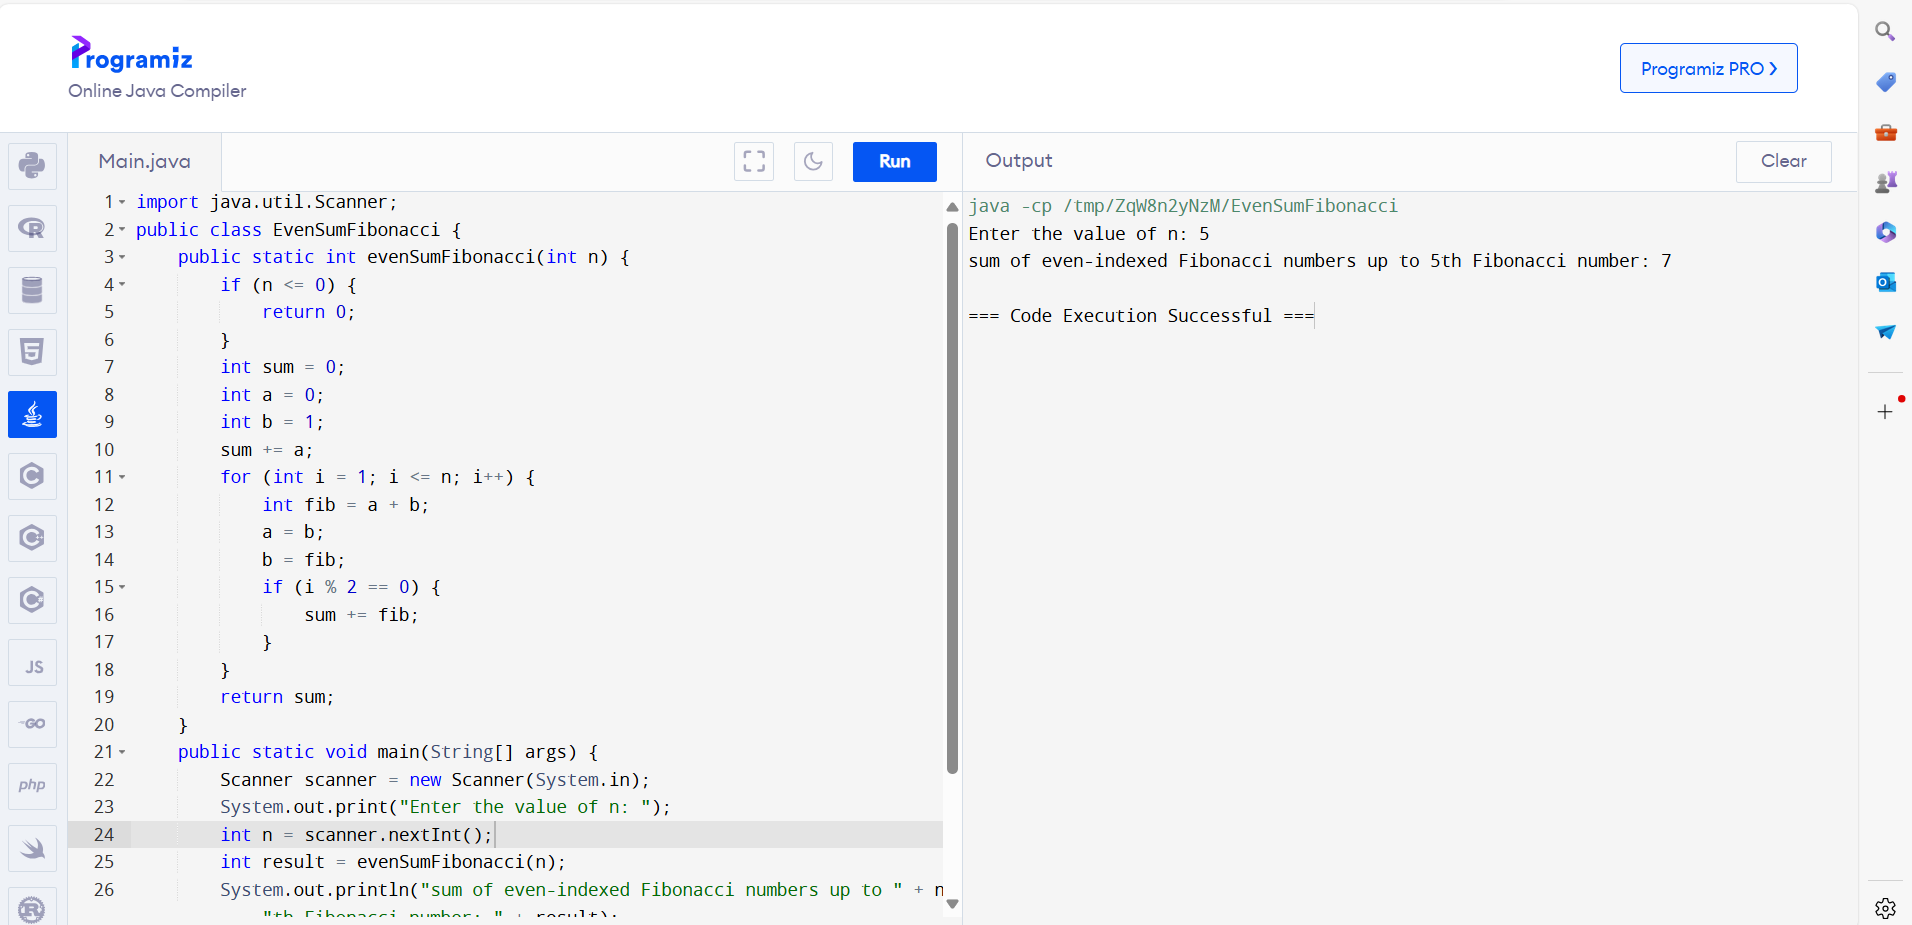 Programiz
Online Java Compiler
Programiz PRO ❯
Main.java
Run
Output
Clear
1 import java.util.Scanner;
2 public class EvenSumFibonacci {
3     public static int evenSumFibonacci(int n) {
4         if (n <= 0) {
5             return 0;
6         }
7         int sum = 0;
8         int a = 0;
9         int b = 1;
10         sum += a;
11         for (int i = 1; i <= n; i++) {
12             int fib = a + b;
13             a = b;
14             b = fib;
15             if (i % 2 == 0) {
16                 sum += fib;
17             }
18         }
19         return sum;
20     }
21     public static void main(String[] args) {
22         Scanner scanner = new Scanner(System.in);
23         System.out.print("Enter the value of n: ");
24         int n = scanner.nextInt();
25         int result = evenSumFibonacci(n);
26         System.out.println("sum of even-indexed Fibonacci numbers up to " + n
"th Fibonacci number: " + result);
java -cp /tmp/ZqW8n2yNzM/EvenSumFibonacci
Enter the value of n: 5
sum of even-indexed Fibonacci numbers up to 5th Fibonacci number: 7
=== Code Execution Successful ===
R
5
C
C
C
JS
GO
php
R